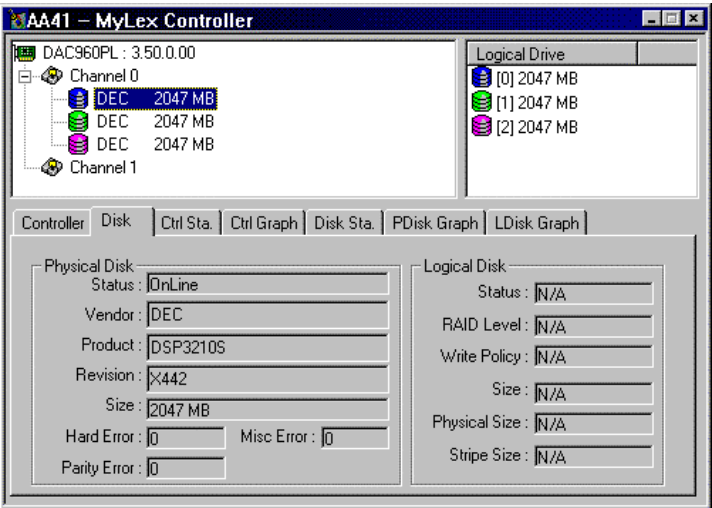 AA41 – MyLex Controller
DAC960PL : 3.50.0.00
Channel 0
DEC 2047 MB
DEC 2047 MB
DEC 2047 MB
Channel 1
Logical Drive
[0] 2047 MB
[1] 2047 MB
[2] 2047 MB
Controller Disk Ctrl Sta. Ctrl Graph Disk Sta. PDisk Graph LDisk Graph
Physical Disk
Status : OnLine
Vendor : DEC
Product : DSP3210S
Revision : X442
Size : 2047 MB
Hard Error : 0 Misc Error : 0
Parity Error : 0
Logical Disk
Status : N/A
RAID Level : N/A
Write Policy : N/A
Size : N/A
Physical Size : N/A
Stripe Size : N/A